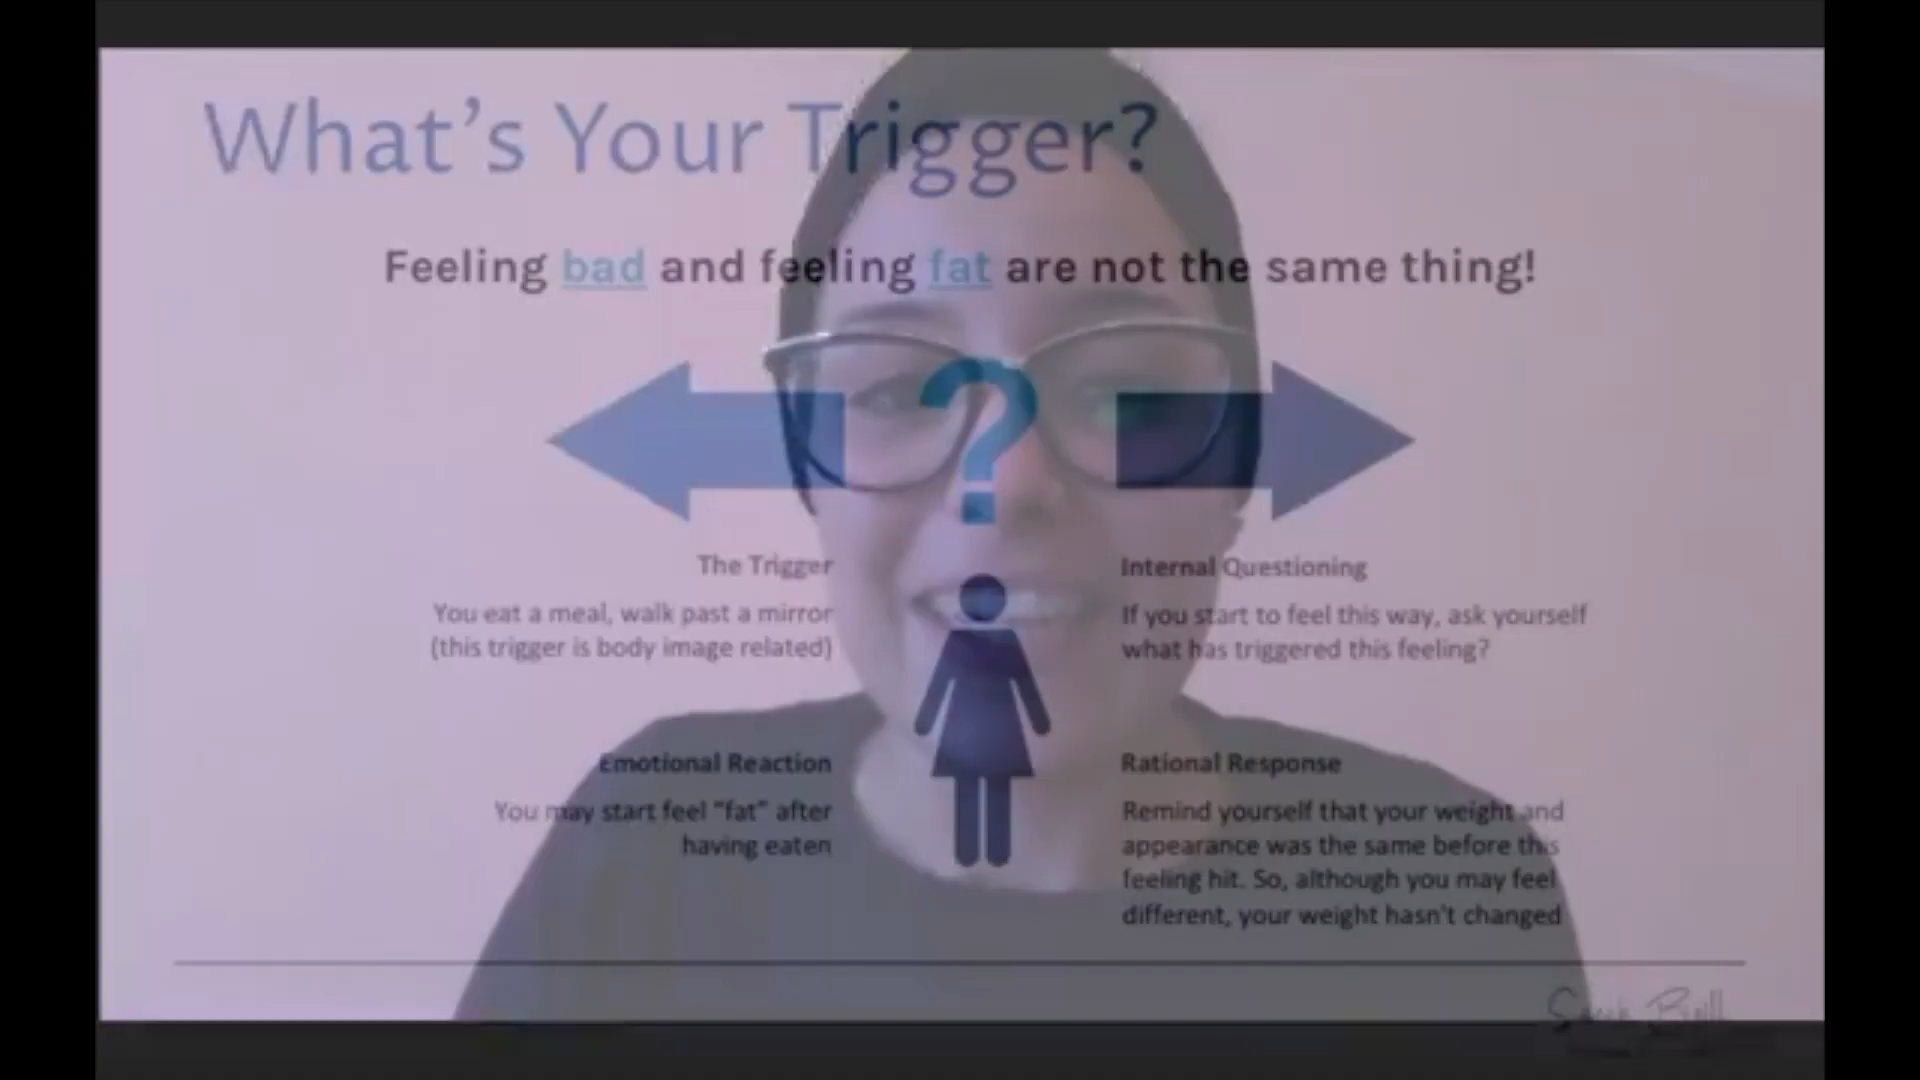 What's Your Trigger?
Feeling bad and feeling fat are not the same thing!
?
The Trigger
You eat a meal, walk past a mirror
(this trigger is body image related)
Emotional Reaction
You may start feel "fat" after
having eaten
Internal Questioning
If you start to feel this way, ask yourself
what has triggered this feeling?
Rational Response
Remind yourself that your weight and
appearance was the same before this
feeling hit. So, although you may feel
different, your weight hasn't changed